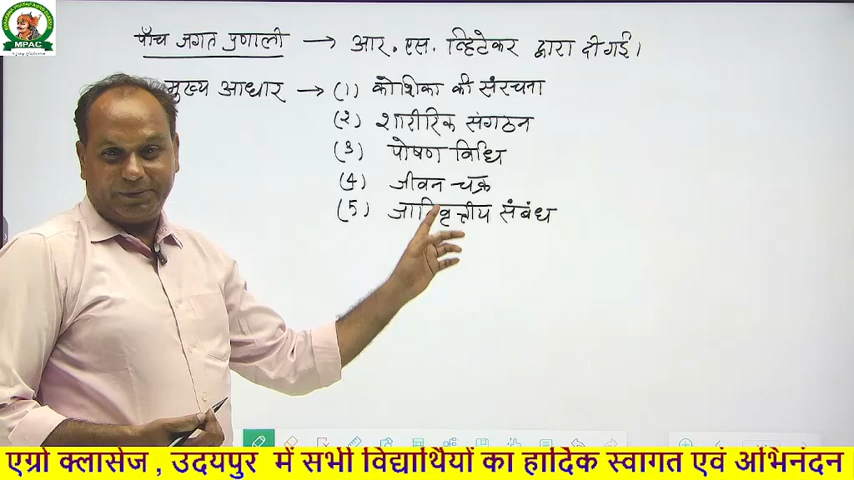 MPAC
पाँच जगत प्रणाली → आर. एस. व्हिटेकर द्वारा दी गई।
मुख्य आधार → (1) कोशिका की संरचना
(२) शारीरिक संगठन
(3) पोषण विधि
(4) जीवन चक्र
(5) जातिवृत्तीय संबंध
एग्रो क्लासेज , उदयपुर में सभी विद्यार्थियों का हार्दिक स्वागत एवं अभिनंदन